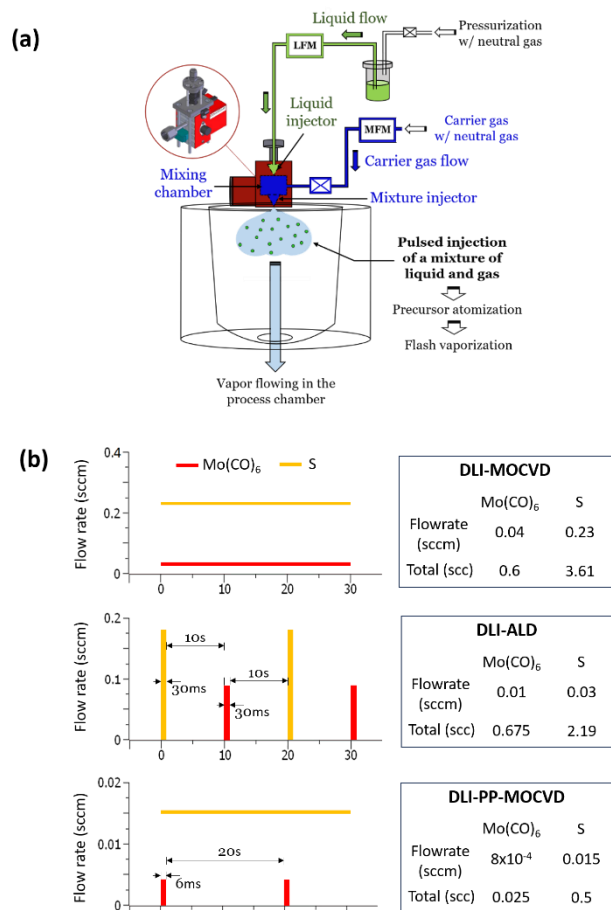 (a)
Liquid flow
LFM
Pressurization
w/ neutral gas
Liquid
injector
Carrier gas
w/ neutral gas
MFM
Mixing
chamber
Carrier gas flow
Mixture injector
Pulsed injection
of a mixture of
liquid and gas
Precursor atomization
Flash vaporization
Vapor flowing in the
process chamber
(b)
Flow rate (sccm)
0.4
0.2
0
Mo(CO)₆ S
0 10 20 30
DLI-MOCVD
Mo(CO)₆ S
Flowrate
(sccm) 0.04 0.23
Total (scc) 0.6 3.61
Flow rate (sccm)
0.2
0.1
0
10s
10s
30ms
30ms
0 10 20 30
DLI-ALD
Mo(CO)₆ S
Flowrate
(sccm) 0.01 0.03
Total (scc) 0.675 2.19
Flow rate (sccm)
0.02
0.015
0.01
0.005
0
20s
6ms
DLI-PP-MOCVD
Mo(CO)₆ S
Flowrate
(sccm) 8x10⁻⁴ 0.015
Total (scc) 0.025 0.5